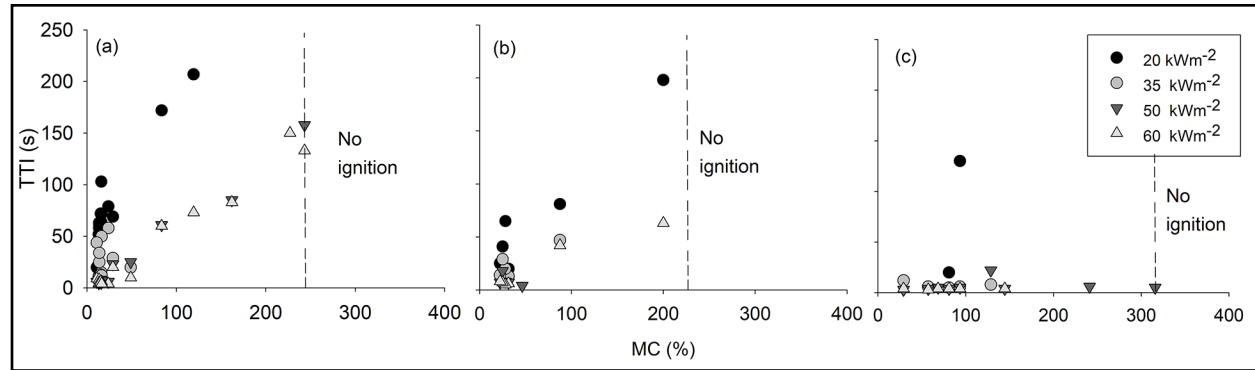 (a)
(b)
(c)
250
200
150
100
50
0
TTI (s)
No
ignition
No
ignition
No
ignition
20 kWm-2
35 kWm-2
50 kWm-2
60 kWm-2
0 100 200 300 400
0 100 200 300 400
0 100 200 300 400
MC (%)